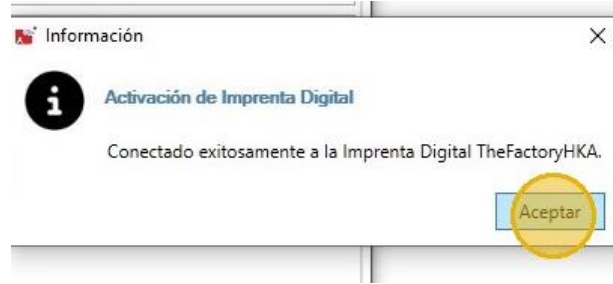 Información
Activación de Imprenta Digital
Conectado exitosamente a la Imprenta Digital TheFactoryHKA.
Aceptar